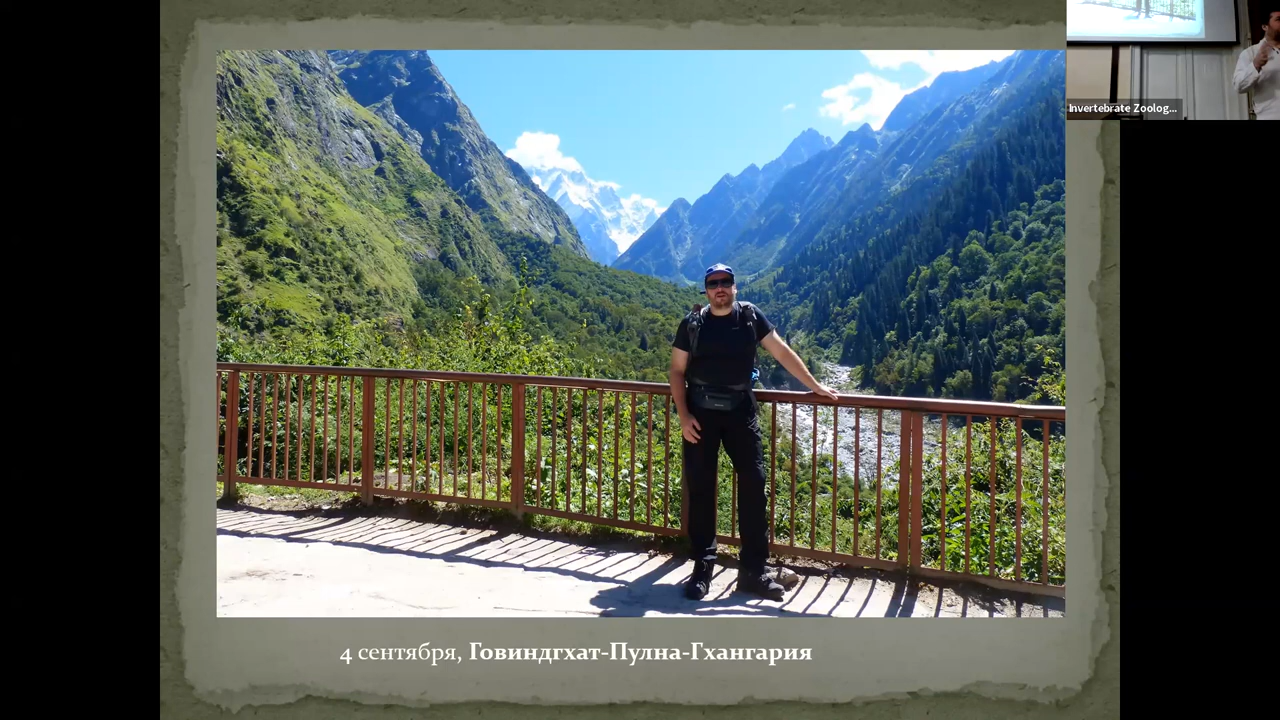 Invertebrate Zoolog...
4 сентября, Говиндгхат-Пулна-Гхангария